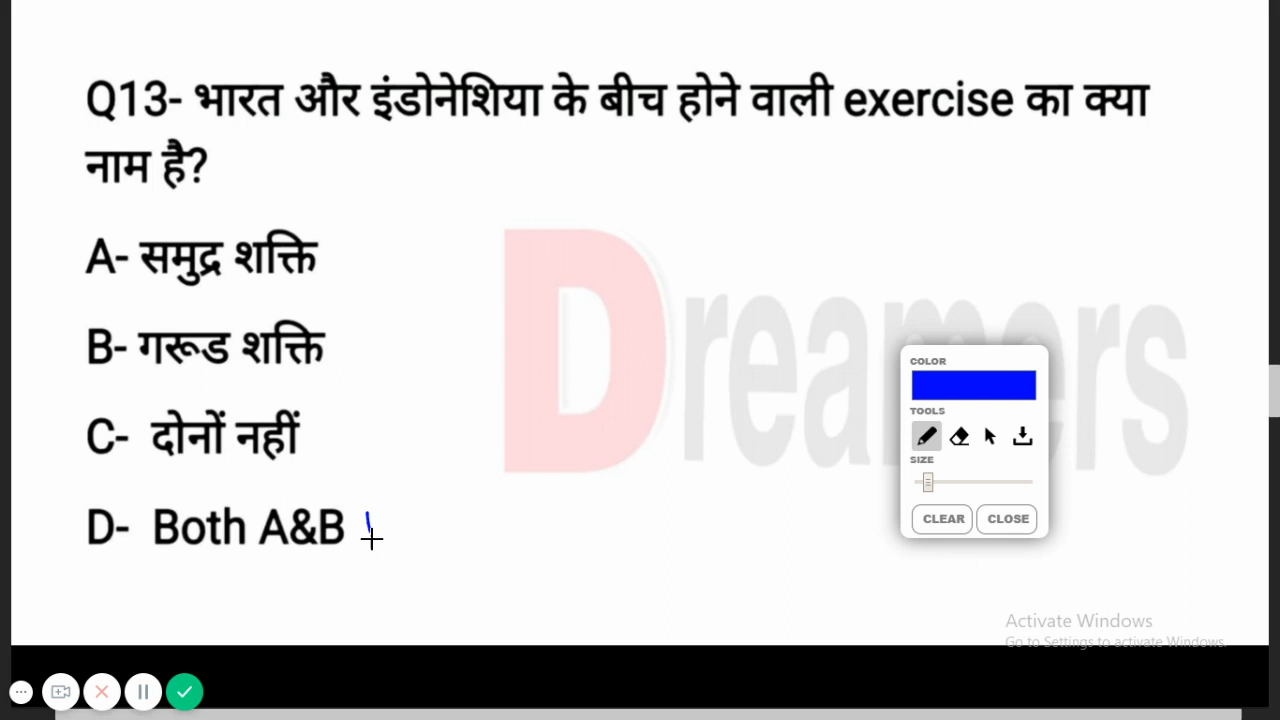 Q13- भारत और इंडोनेशिया के बीच होने वाली exercise का क्या
नाम है?
A- समुद्र शक्ति
B- गरूड शक्ति
C- दोनों नहीं
D- Both A&B
Dreamers
COLOR
TOOLS
SIZE
CLEAR CLOSE
Activate Windows
Go to Settings to activate Windows.